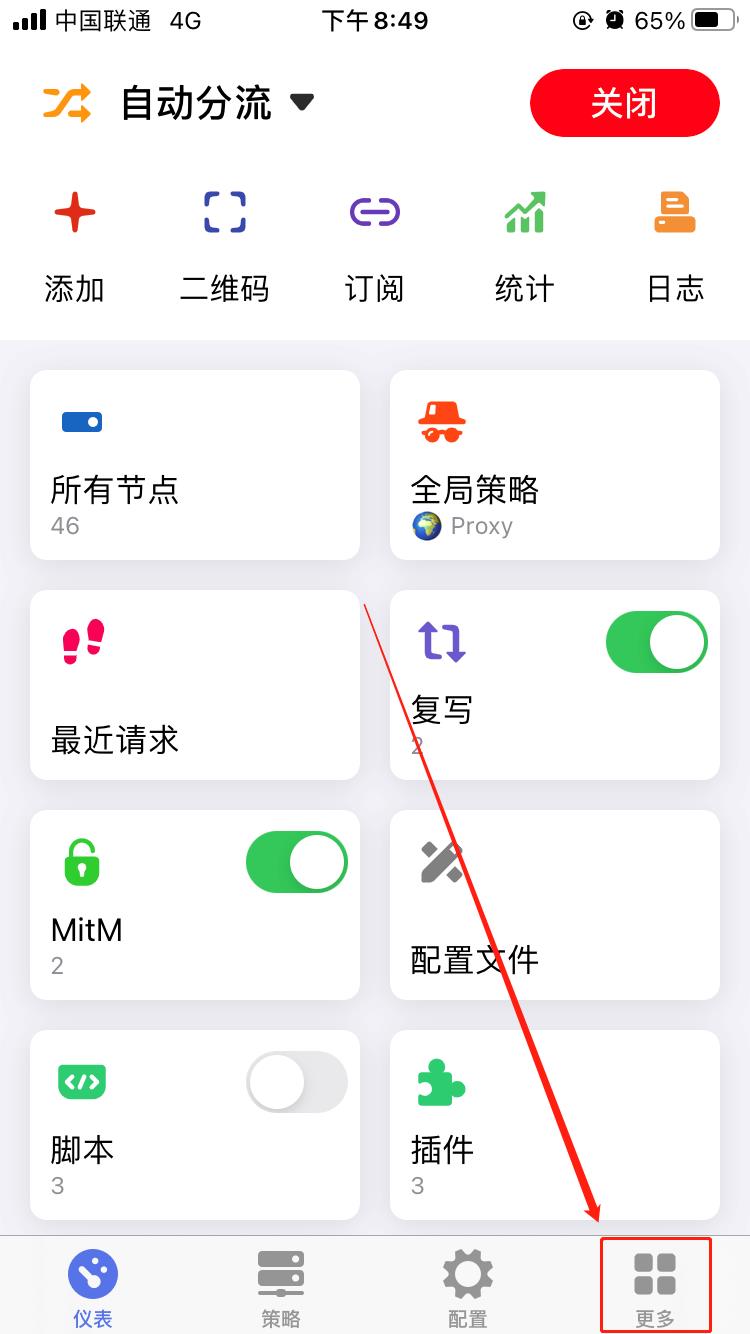 中国联通 4G 下午8:49 65%
自动分流 关闭
添加 二维码 订阅 统计 日志
所有节点 全局策略
46 Proxy
最近请求 复写
2
MitM 配置文件
2
脚本 插件
3 3
仪表 策略 配置 更多